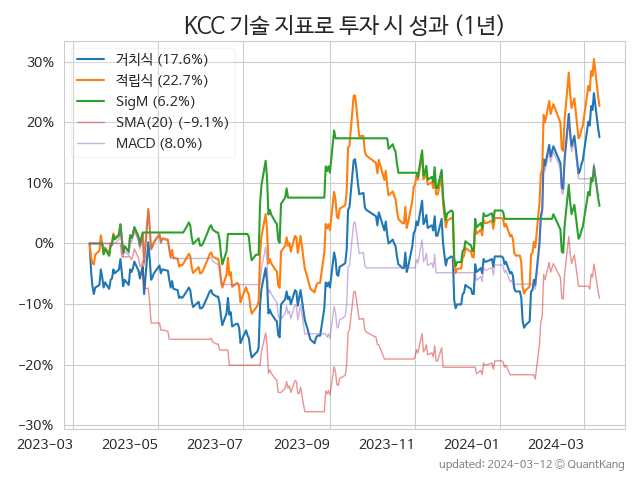 KCC 기술 지표로 투자 시 성과 (1년)
거치식 (17.6%)
적립식 (22.7%)
SigM (6.2%)
SMA(20) (−9.1%)
MACD (8.0%)
30%
20%
10%
0%
−10%
−20%
−30%
2023-03 2023-05 2023-07 2023-09 2023-11 2024-01 2024-03
updated: 2024-03-12 ⓒ QuantKang